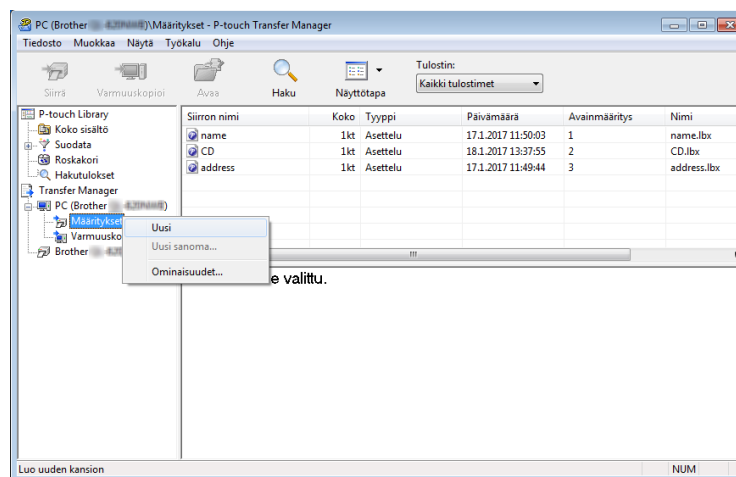 PC (Brother )\Määritykset - P-touch Transfer Manager
Tiedosto Muokkaa Näytä Työkalu Ohje
Siirrä Varmuuskopioi Avaa Haku Näyttötapa
Tulostin:
Kaikki tulostimet
P-touch Library
Koko sisältö
Suodata
Roskakori
Hakutulokset
Transfer Manager
PC (Brother )
Määritykset
Varmuusko
Brother
Siirron nimi Koko Tyyppi Päivämäärä Avainmääritys Nimi
name 1kt Asettelu 17.1.2017 11:50:03 1 name.lbx
CD 1kt Asettelu 18.1.2017 13:37:55 2 CD.lbx
address 1kt Asettelu 17.1.2017 11:49:44 3 address.lbx
Uusi
Uusi sanoma...
Ominaisuudet...
e valittu.
Luo uuden kansion
NUM